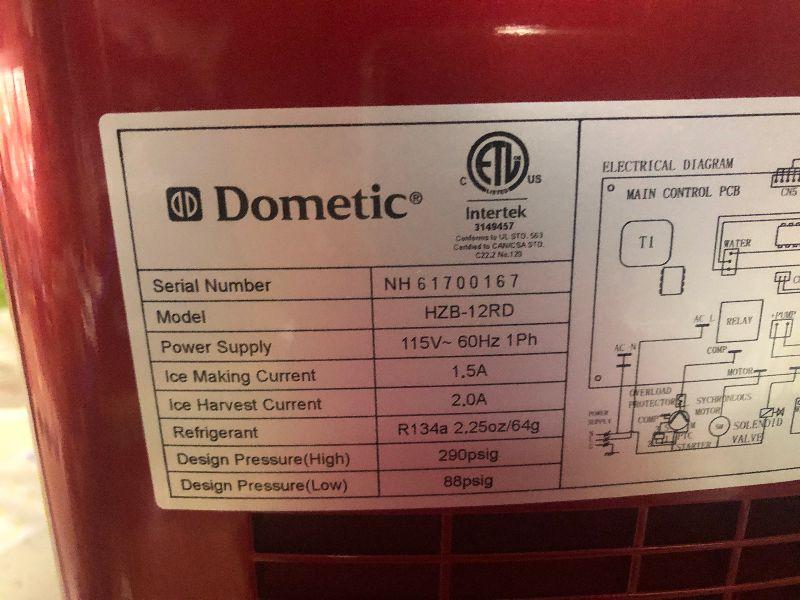 Dometic®
C ETL US
LISTED
Intertek
3149457
Conforms to UL STD. 563
Certified to CAN/CSA STD.
C22.2 No.120
Serial Number NH 61700167
Model HZB-12RD
Power Supply 115V~ 60Hz 1Ph
Ice Making Current 1.5A
Ice Harvest Current 2.0A
Refrigerant R134a 2.25oz/64g
Design Pressure(High) 290psig
Design Pressure(Low) 88psig
ELECTRICAL DIAGRAM
MAIN CONTROL PCB
CN5
T1
WATER
AC L
RELAY
+PUMP
AC N
COMP
MOTOR
OVERLOAD
PROTECTOR
SYCHRONOUS
MOTOR
POWER
SUPPLY
COMP
M
SM
SOLENOID
VALVE
PTC
STARTER